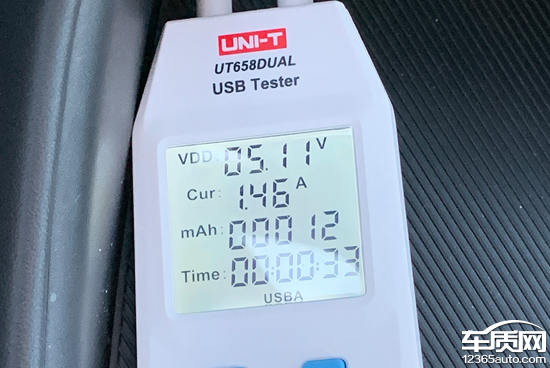 UNI-T
UT658DUAL
USB Tester
VDD: 05.11 V
Cur: 1.46 A
mAh: 00012
Time: 00:00:33
USBA
车质网
12365auto.com